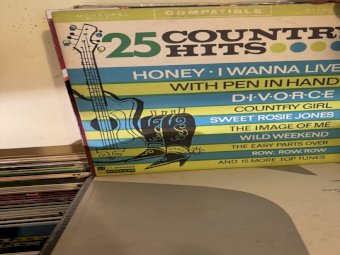 COMPATIBLE
25 COUNTRY
HITS
HONEY · I WANNA LIVE
WITH PEN IN HAND
D·I·V·O·R·C·E
COUNTRY GIRL
SWEET ROSIE JONES
THE IMAGE OF ME
WILD WEEKEND
THE EASY PARTS OVER
ROW, ROW, ROW
AND 15 MORE TOP TUNES